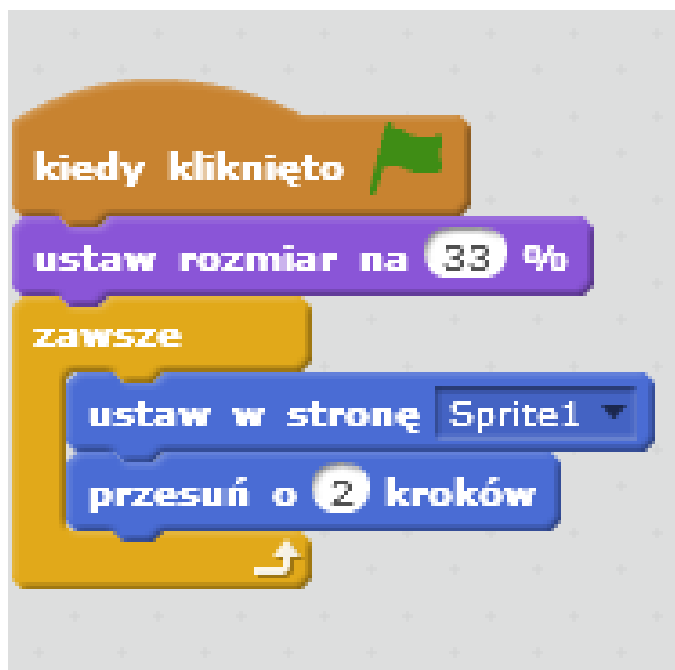 kiedy kliknięto
ustaw rozmiar na 33 %
zawsze
ustaw w stronę Sprite1
przesuń o 2 kroków